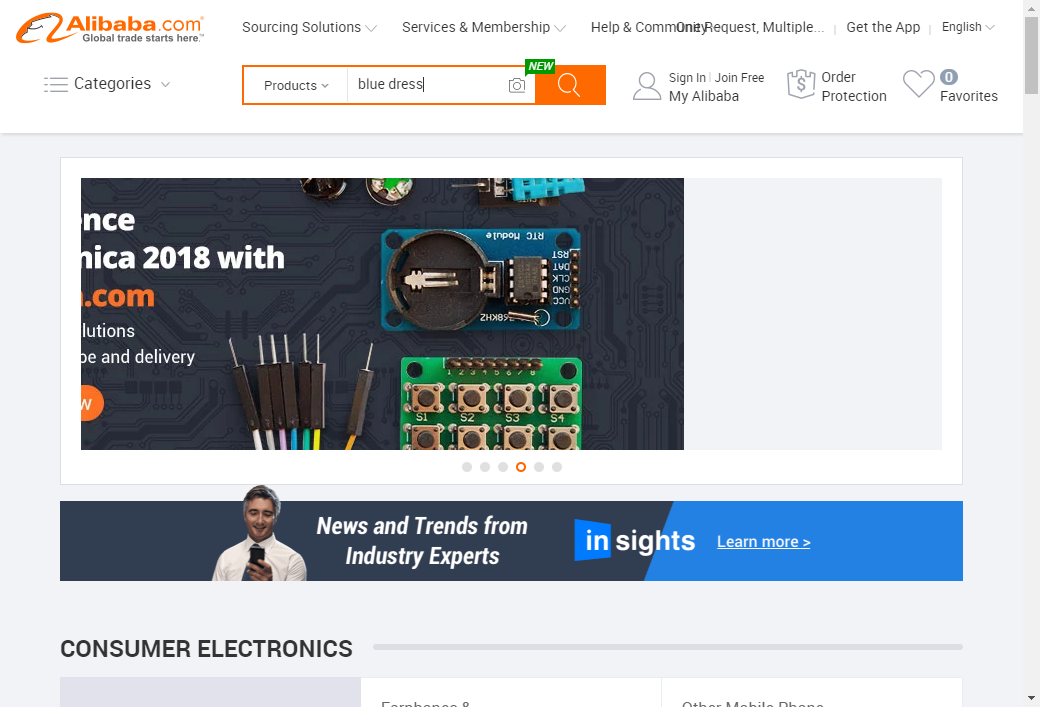 Alibaba.com
Global trade starts here.™
Sourcing Solutions
Services & Membership
Help & Community
One Request, Multiple...
Get the App
English
Categories
Products
blue dress
NEW
Sign In
Join Free
My Alibaba
Order
Protection
0
Favorites
nce
nica 2018 with
.com
lutions
be and delivery
W
RTC Module
RST
DAT
CLK
GND
VCC
1 2 3 4 5 6 7 8
S1 S2 S3 S4
News and Trends from
Industry Experts
in sights
Learn more >
CONSUMER ELECTRONICS
Earphones &
Other Mobile Phone